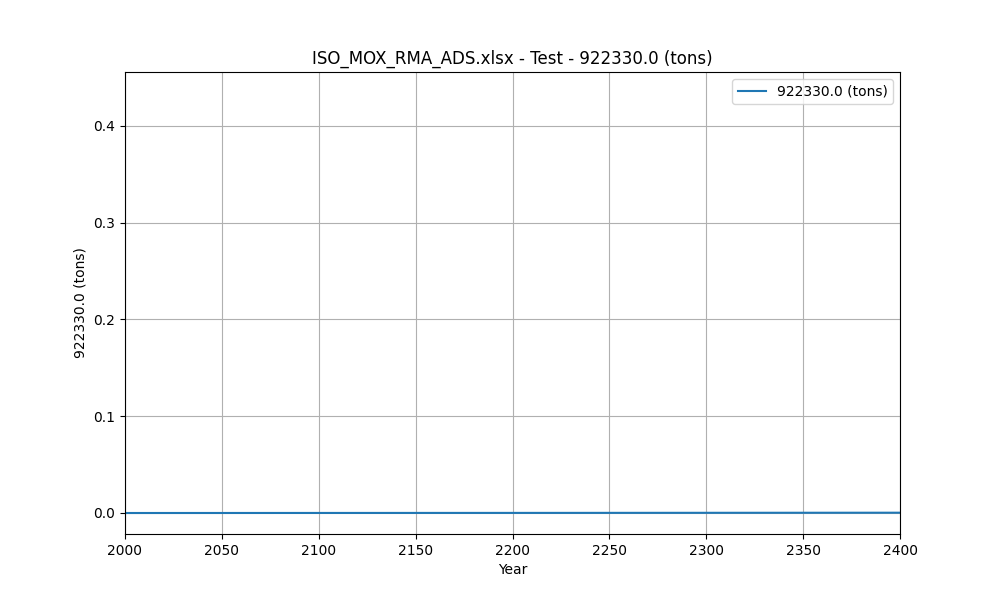 ISO_MOX_RMA_ADS.xlsx - Test - 922330.0 (tons)
922330.0 (tons)
0.4
0.3
0.2
0.1
0.0
922330.0 (tons)
2000 2050 2100 2150 2200 2250 2300 2350 2400
Year